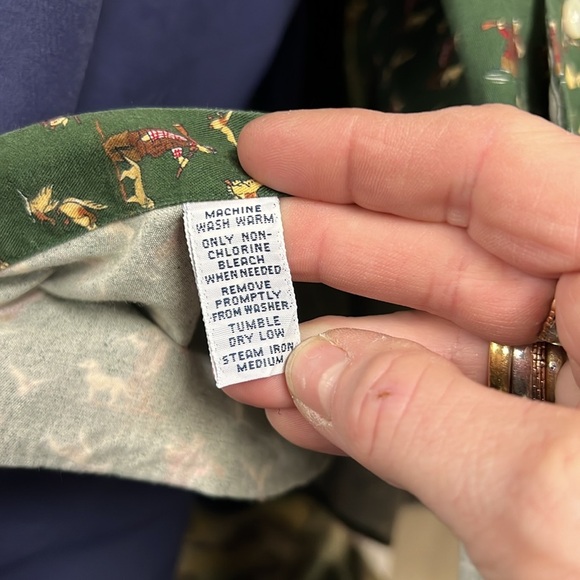 MACHINE
WASH WARM
ONLY NON-
CHLORINE
BLEACH
WHEN NEEDED
REMOVE
PROMPTLY
FROM WASHER
TUMBLE
DRY LOW
STEAM IRON
MEDIUM